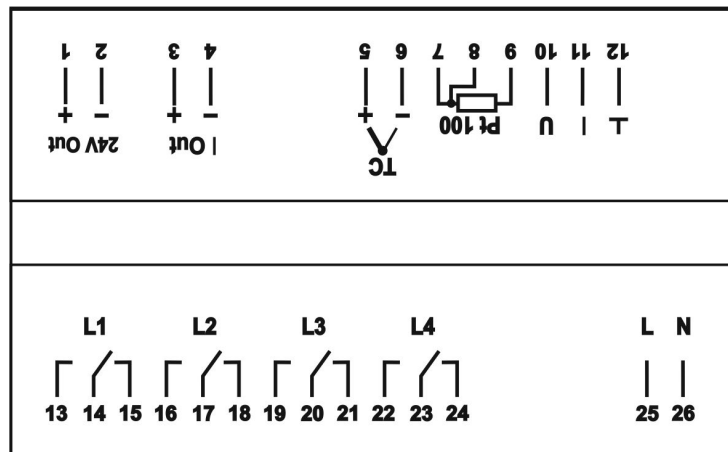 1 2 3 4 5 6 7 8 9 10 11 12
+ − + − + −
24V Out I Out Pt 100 U I ⊥
TC
L1 L2 L3 L4 L N
13 14 15 16 17 18 19 20 21 22 23 24 25 26